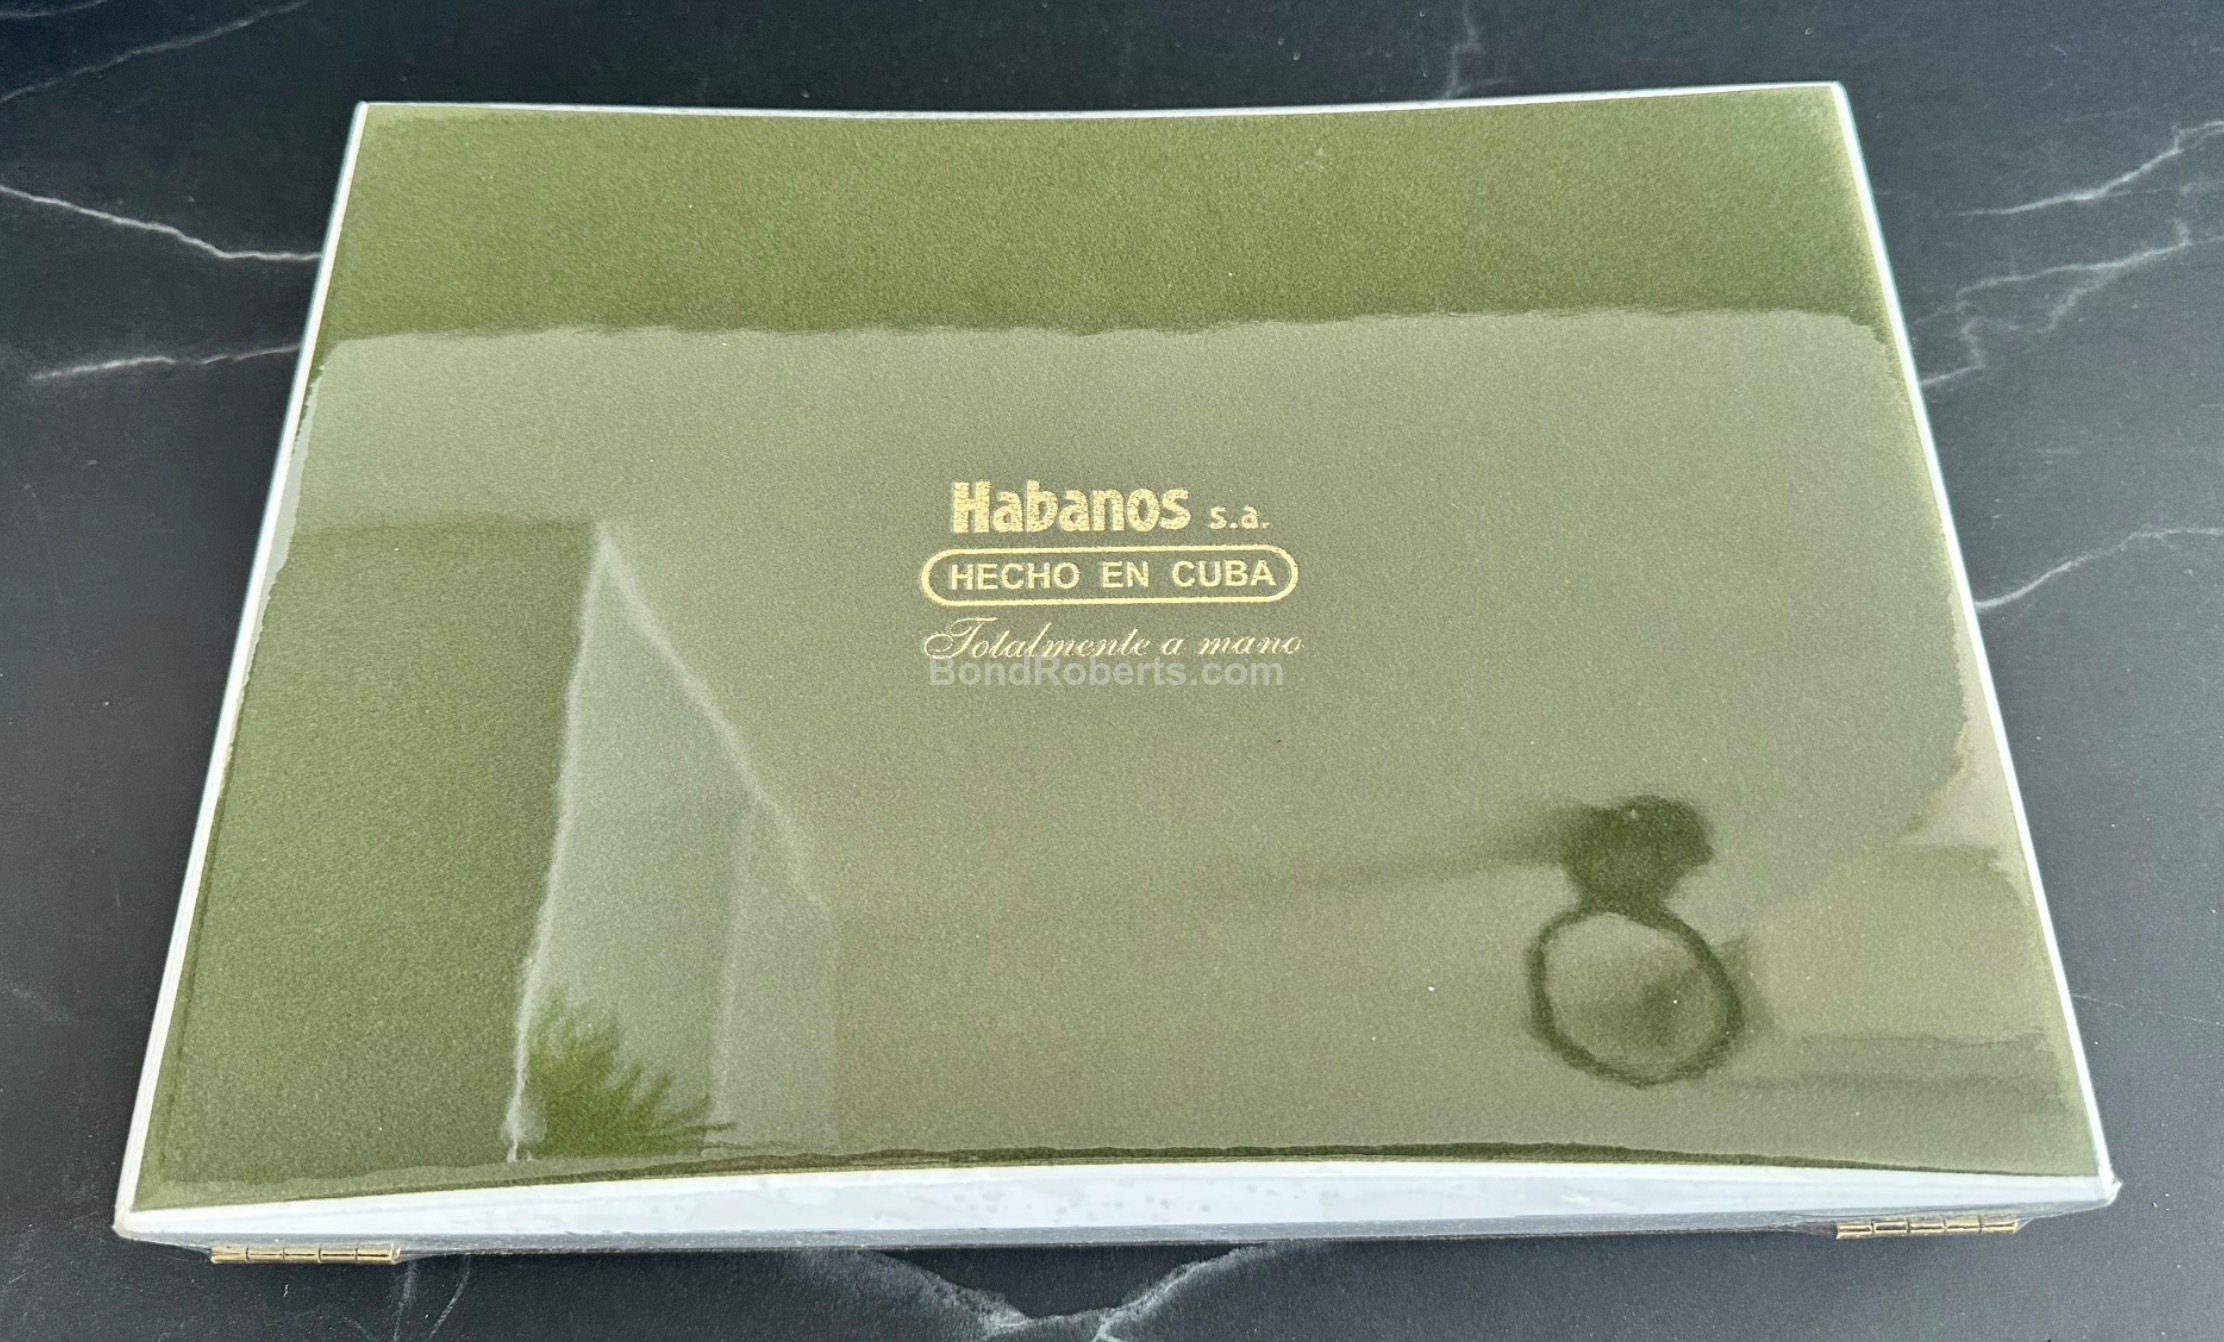 Habanos s.a.
HECHO EN CUBA
Totalmente a mano
BondRoberts.com